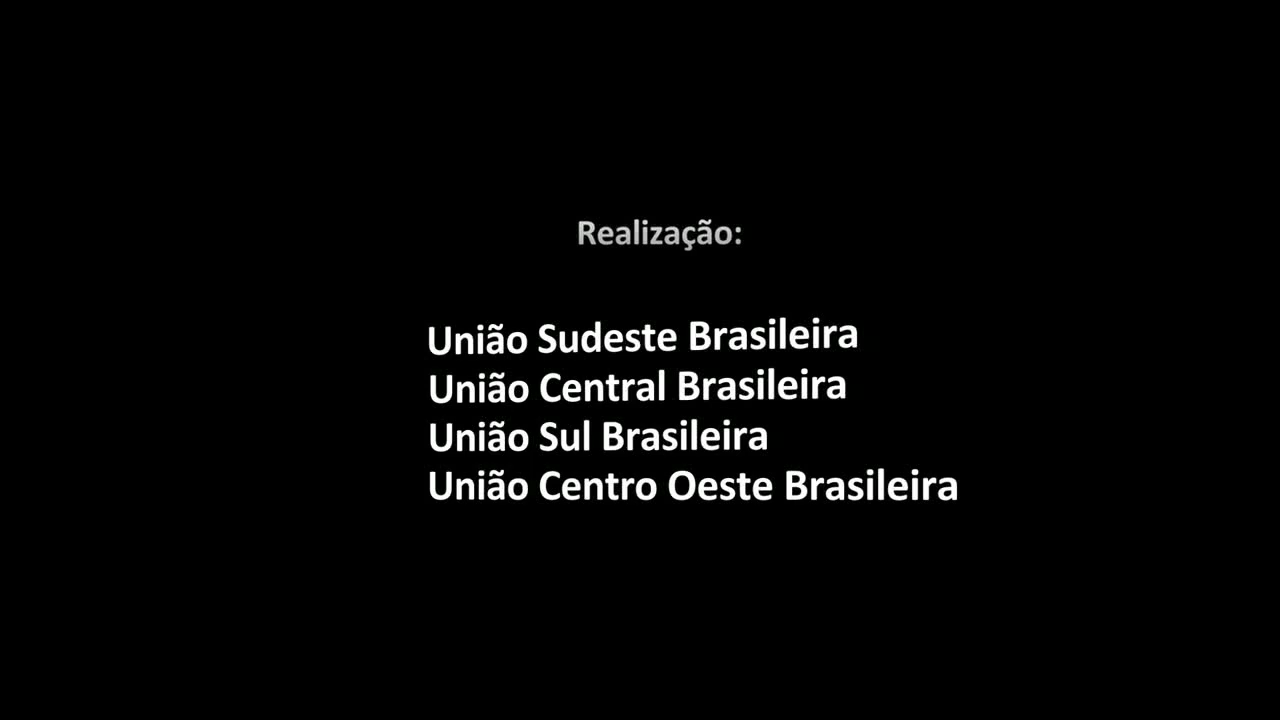 Realização:
União Sudeste Brasileira
União Central Brasileira
União Sul Brasileira
União Centro Oeste Brasileira